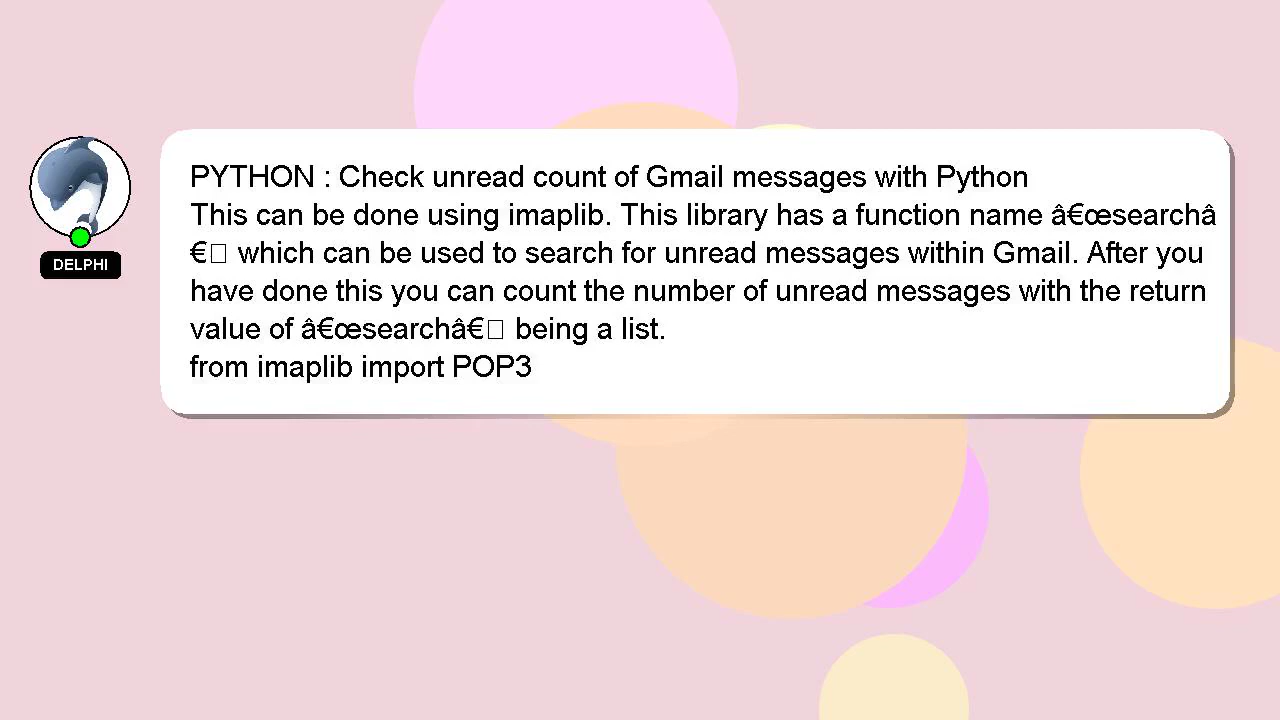 PYTHON : Check unread count of Gmail messages with Python
This can be done using imaplib. This library has a function name â€œsearchâ
€□ which can be used to search for unread messages within Gmail. After you
have done this you can count the number of unread messages with the return
value of â€œsearchâ€□ being a list.
from imaplib import POP3
DELPHI